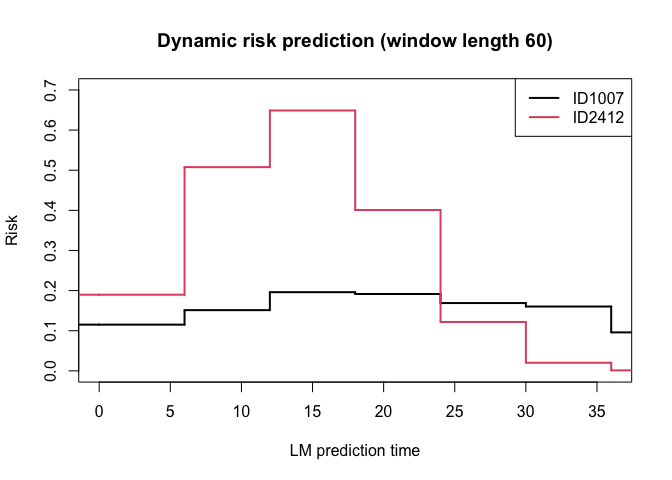 Dynamic risk prediction (window length 60)
ID1007
ID2412
0.7
0.6
0.5
0.4
0.3
0.2
0.1
0.0
Risk
0 5 10 15 20 25 30 35
LM prediction time